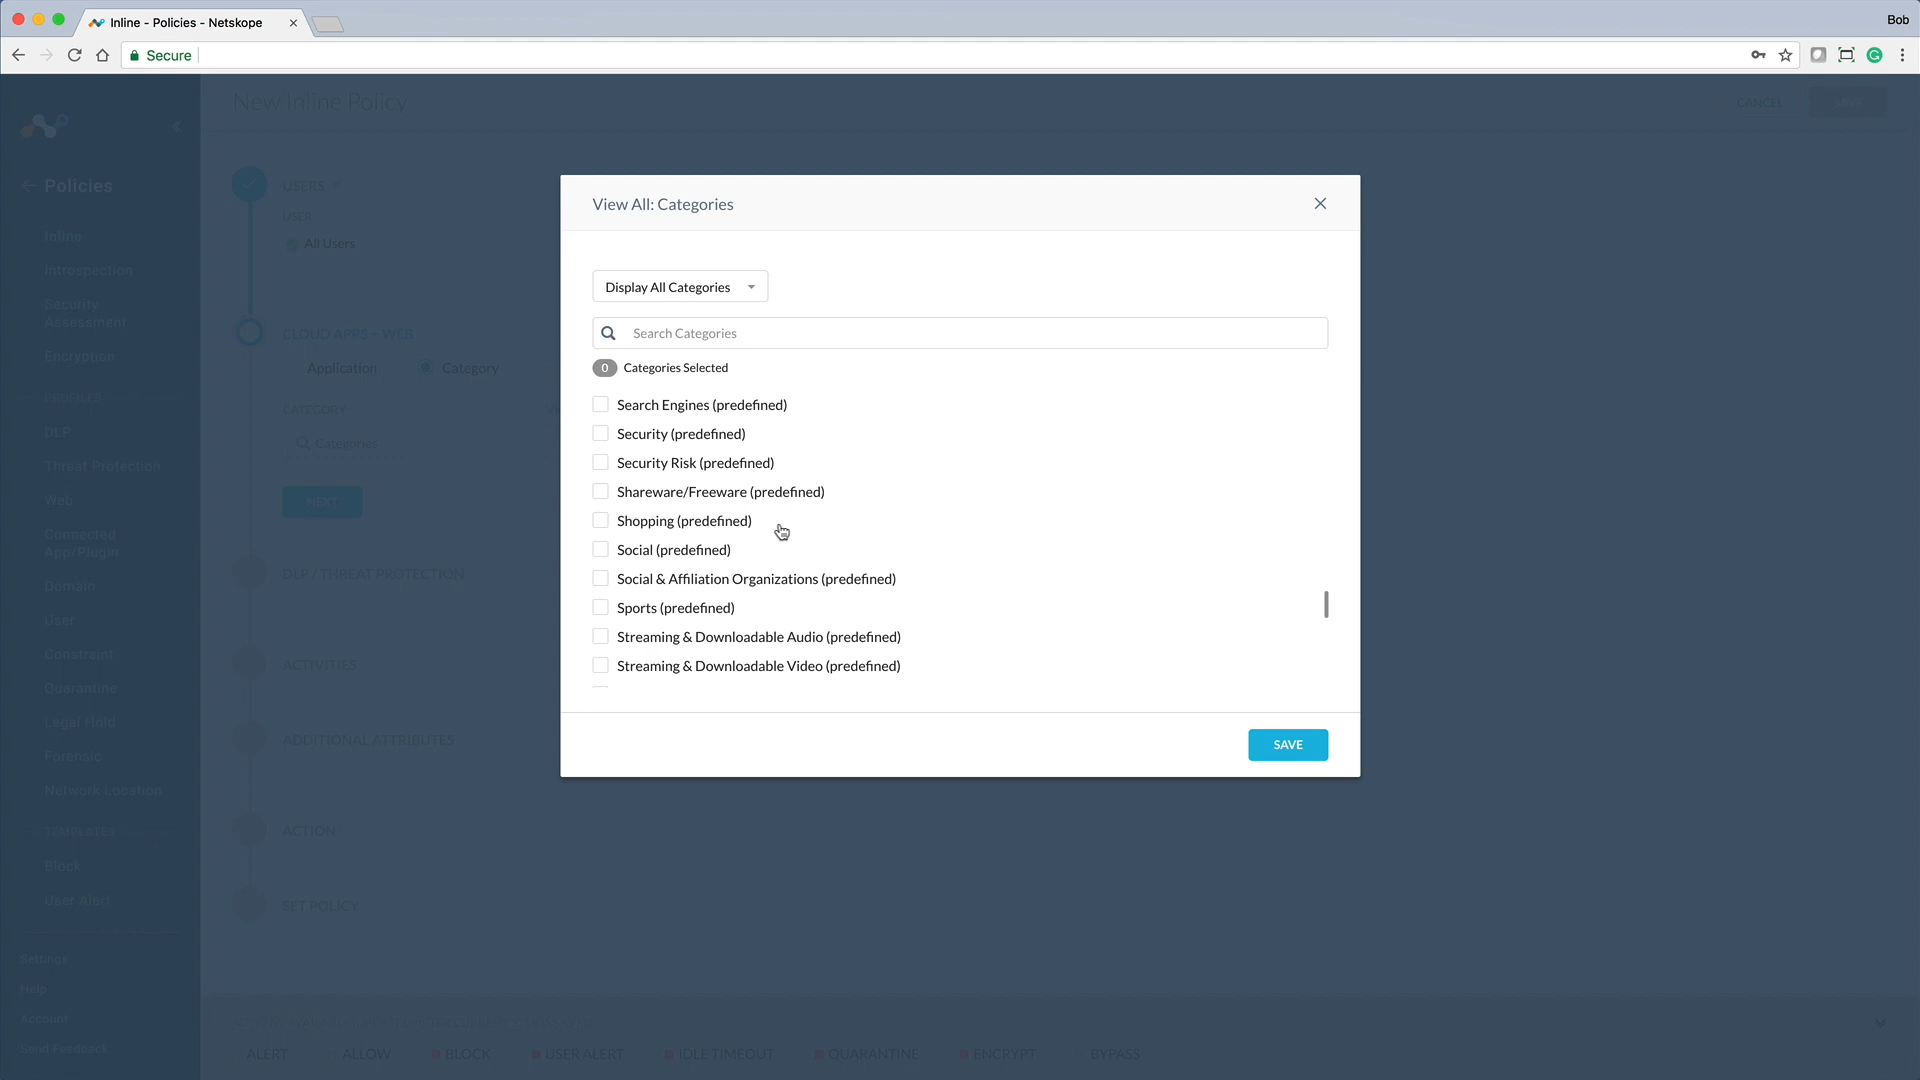 Inline - Policies - Netskope
Bob
Secure
New Inline Policy
CANCEL
Policies
Inline
Introspection
Security
Assessment
Encryption
PROFILES
DLP
Threat Protection
Web
Connected
App/Plugin
Domain
User
Constraint
Quarantine
Legal Hold
Forensic
Network Location
TEMPLATES
Block
User Alert
Settings
Help
Account
Send Feedback
USERS
USER
All Users
CLOUD APPS + WEB
Application
Category
CATEGORY
Categories
NEXT
DLP / THREAT PROTECTION
ACTIVITIES
ADDITIONAL ATTRIBUTES
ACTION
SET POLICY
View All: Categories
Display All Categories
Search Categories
0 Categories Selected
Search Engines (predefined)
Security (predefined)
Security Risk (predefined)
Shareware/Freeware (predefined)
Shopping (predefined)
Social (predefined)
Social & Affiliation Organizations (predefined)
Sports (predefined)
Streaming & Downloadable Audio (predefined)
Streaming & Downloadable Video (predefined)
SAVE
ALERT ALLOW BLOCK USER ALERT IDLE TIMEOUT QUARANTINE ENCRYPT BYPASS